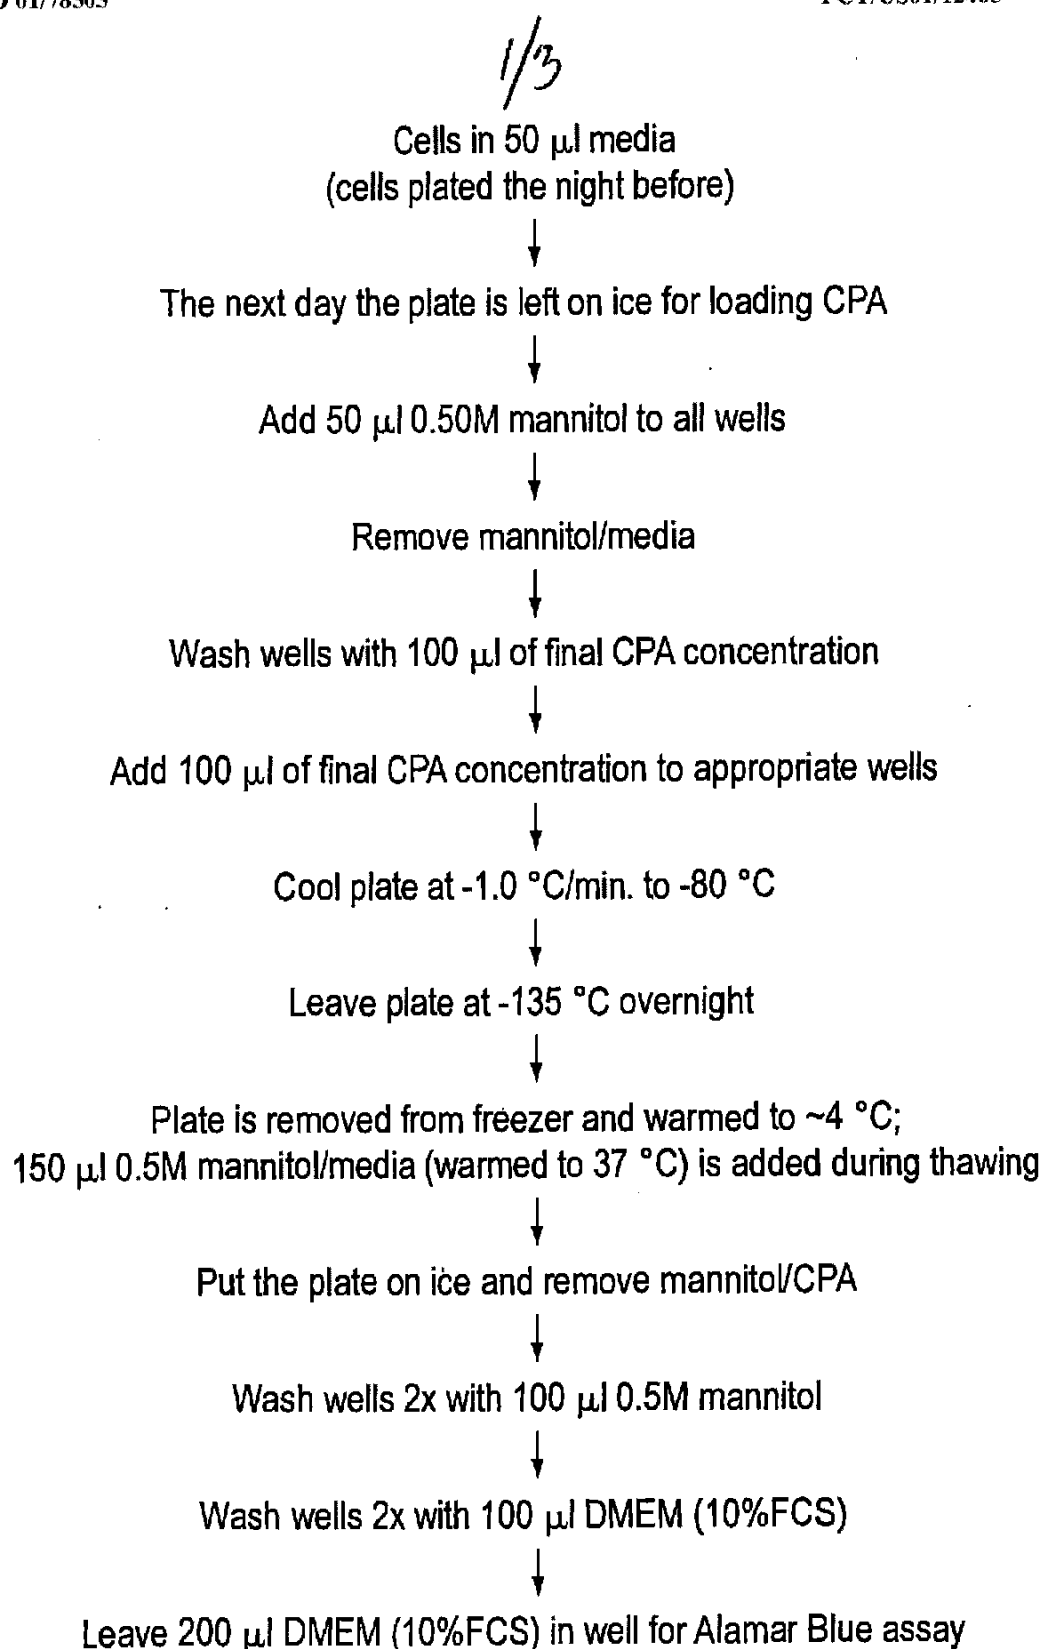 1/3
Cells in 50 µl media
(cells plated the night before)
The next day the plate is left on ice for loading CPA
Add 50 µl 0.50M mannitol to all wells
Remove mannitol/media
Wash wells with 100 µl of final CPA concentration
Add 100 µl of final CPA concentration to appropriate wells
Cool plate at -1.0 °C/min. to -80 °C
Leave plate at -135 °C overnight
Plate is removed from freezer and warmed to ~4 °C;
150 µl 0.5M mannitol/media (warmed to 37 °C) is added during thawing
Put the plate on ice and remove mannitol/CPA
Wash wells 2x with 100 µl 0.5M mannitol
Wash wells 2x with 100 µl DMEM (10%FCS)
Leave 200 µl DMEM (10%FCS) in well for Alamar Blue assay